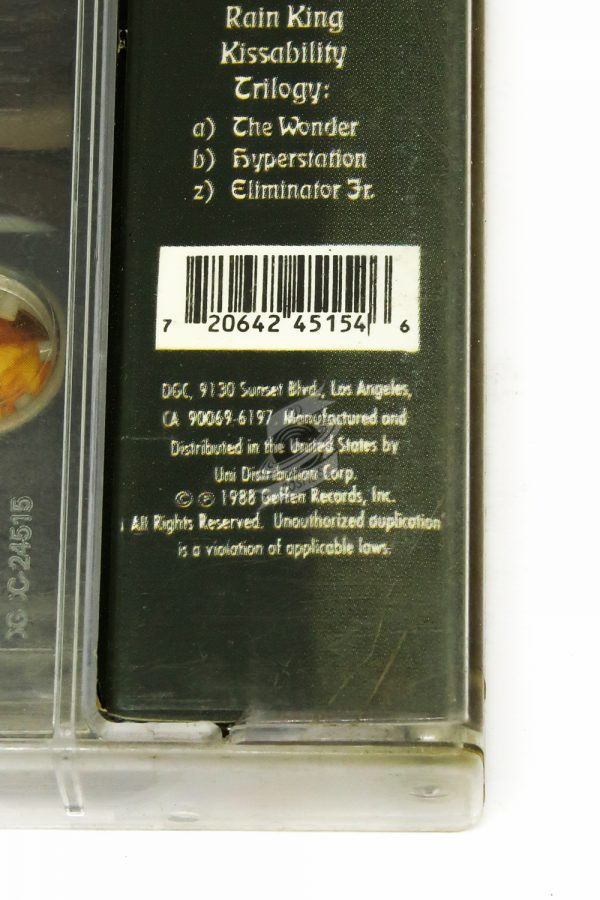 Rain King
Kissability
Trilogy:
a) The Wonder
b) Hyperstation
z) Eliminator Jr.
7 20642 45154 6
DGC, 9130 Sunset Blvd., Los Angeles,
CA 90069-6197 Manufactured and
Distributed in the United States by
Uni Distribution Corp.
© ℗ 1988 Geffen Records, Inc.
All Rights Reserved. Unauthorized duplication
is a violation of applicable laws.
C-24515